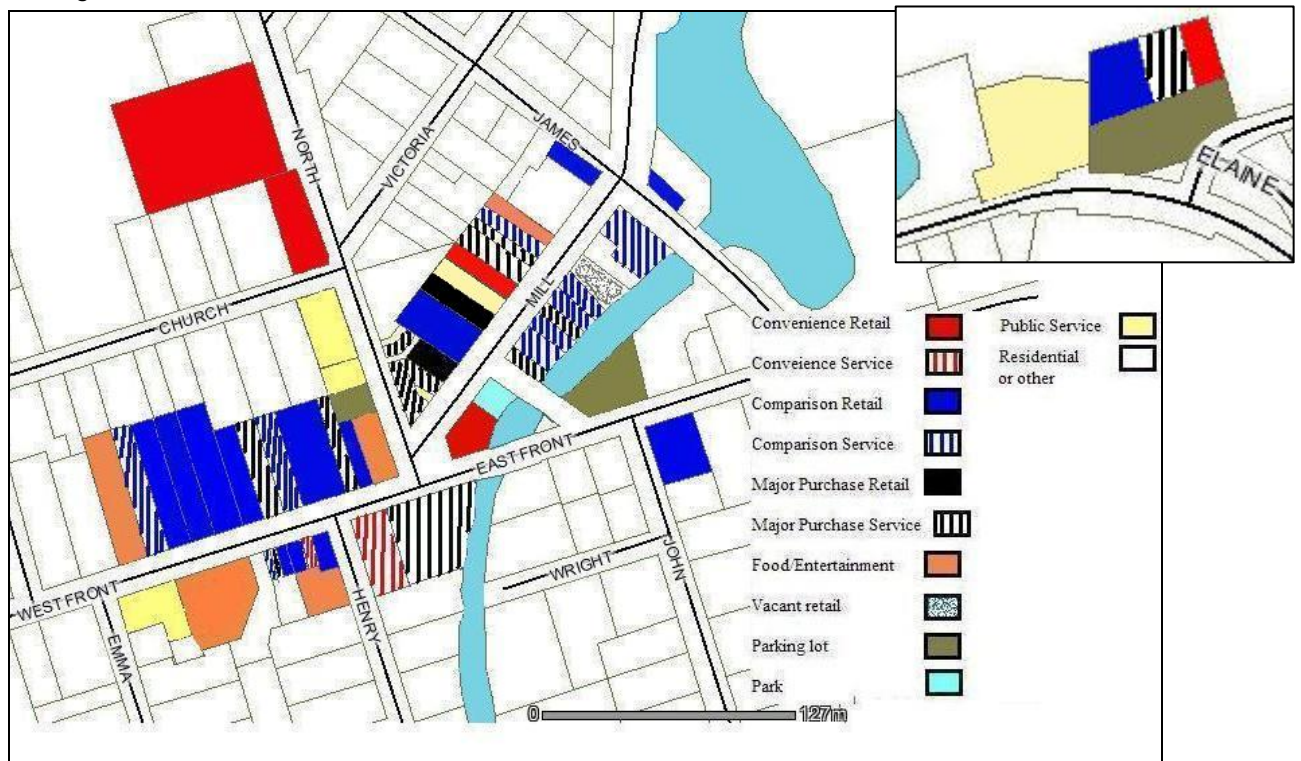 ELAINE
NORTH
VICTORIA
JAMES
MILL
CHURCH
EAST FRONT
WEST FRONT
EMMA
HENRY
WRIGHT
JOHN
Convenience Retail
Conveience Service
Comparison Retail
Comparison Service
Major Purchase Retail
Major Purchase Service
Food/Entertainment
Vacant retail
Parking lot
Park
Public Service
Residential
or other
0 127m